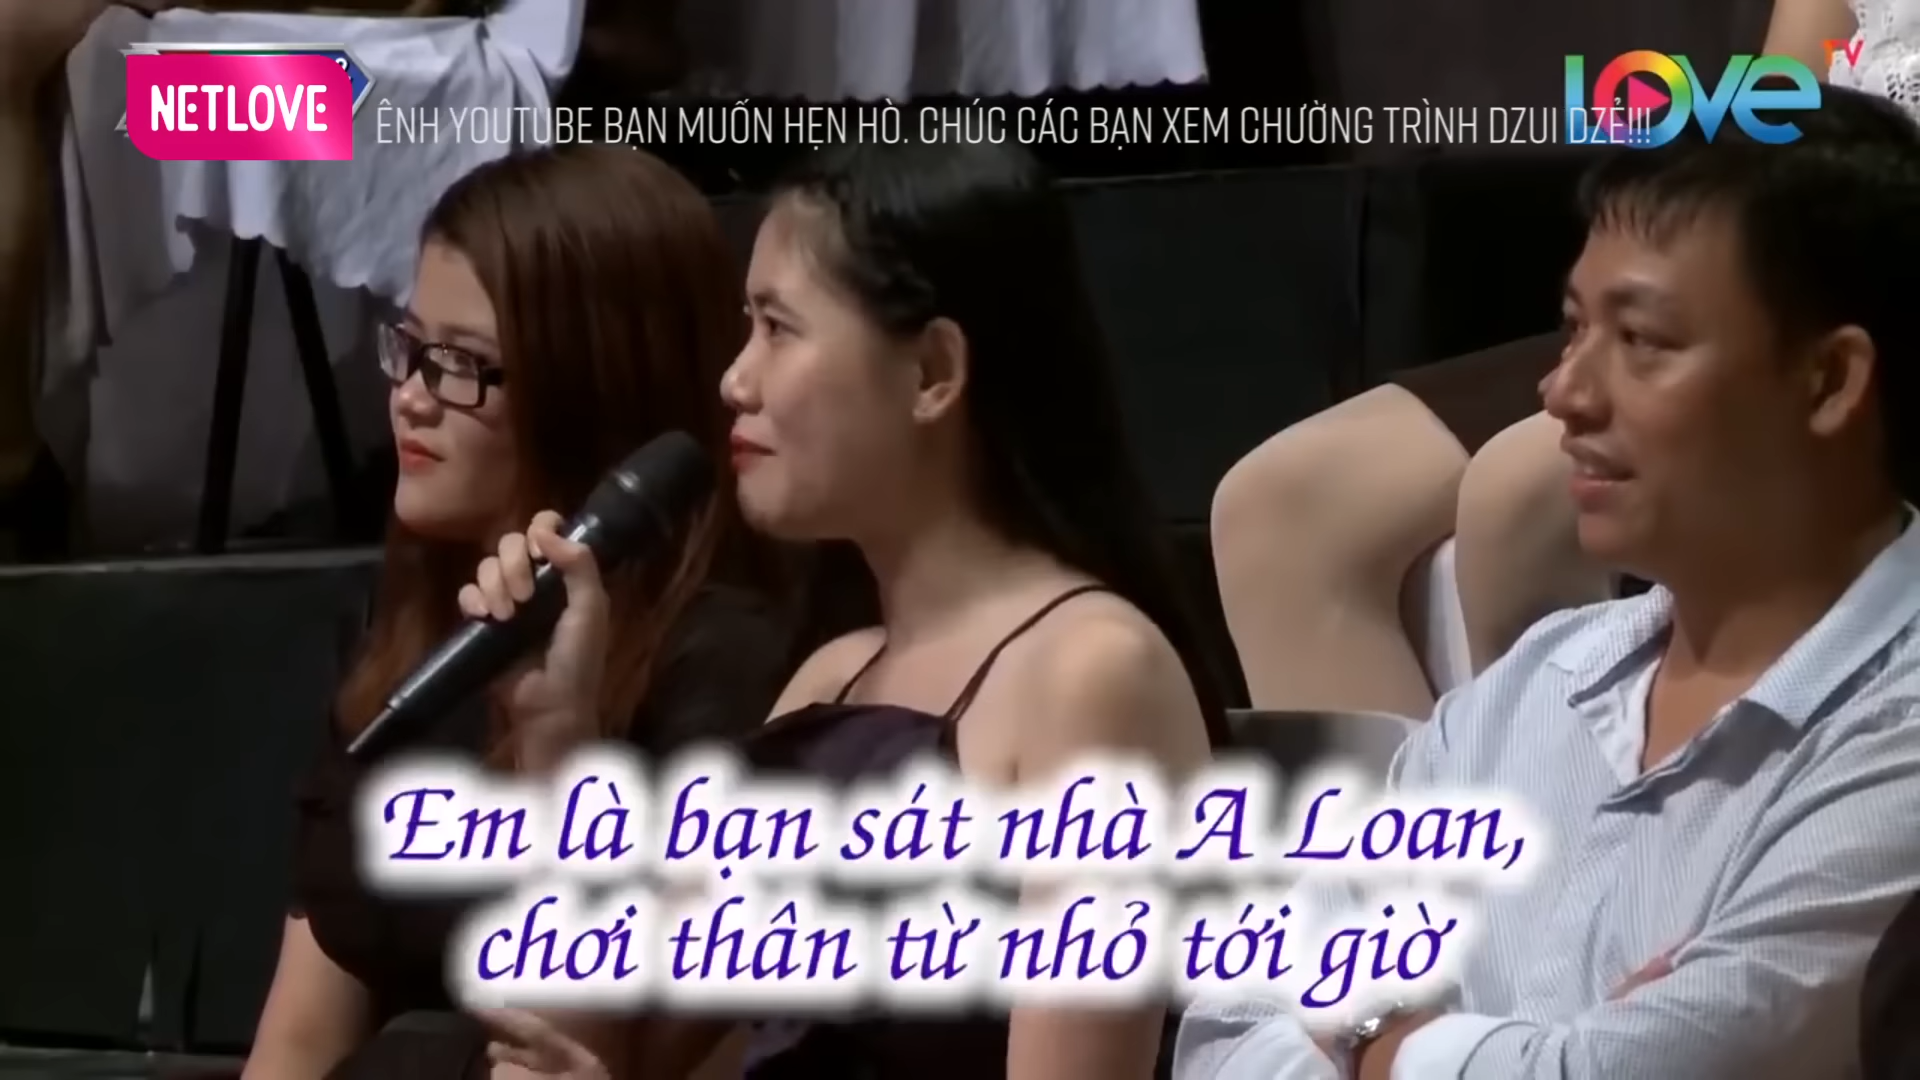 NETLOVE
ÊNH YOUTUBE BẠN MUỐN HẸN HÒ. CHÚC CÁC BẠN XEM CHƯỜNG TRÌNH DZUI DZẺ!!!
LOVE TV
Em là bạn sát nhà A Loan,
chơi thân từ nhỏ tới giờ